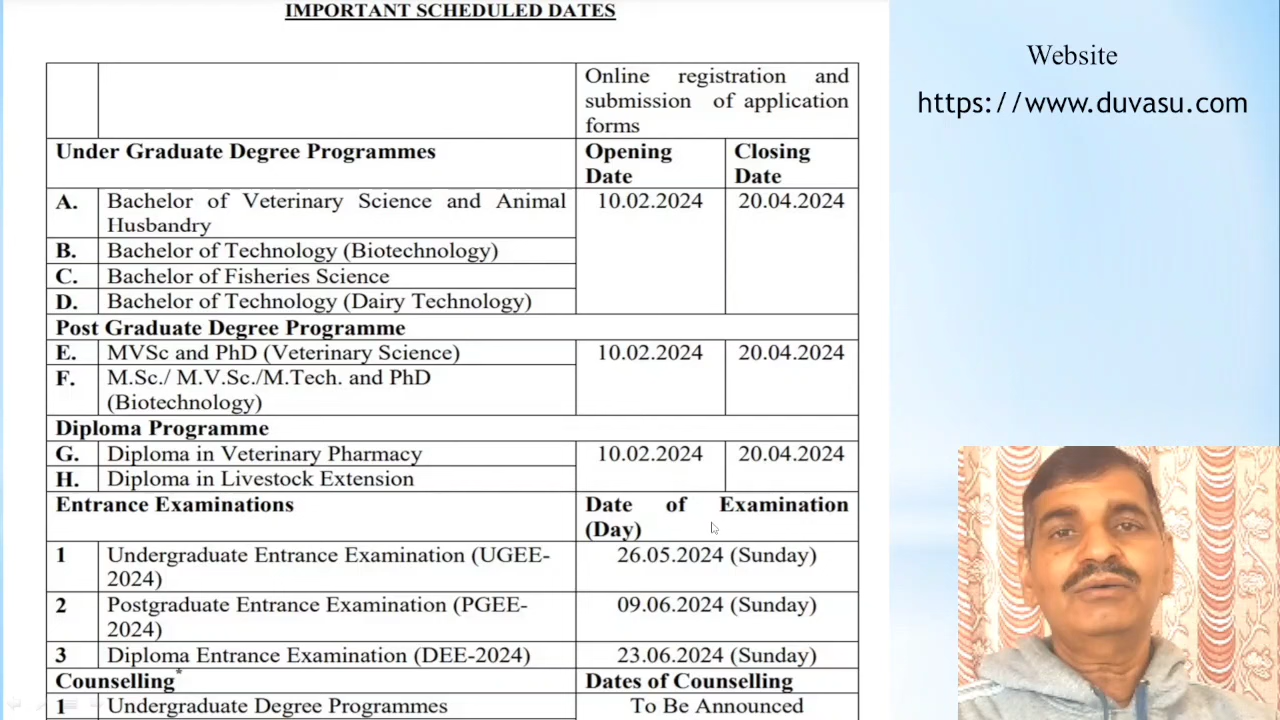 IMPORTANT SCHEDULED DATES
Website
https://www.duvasu.com
Online registration and
submission of application
forms
Under Graduate Degree Programmes
Opening Date
Closing Date
A. Bachelor of Veterinary Science and Animal
Husbandry
10.02.2024 20.04.2024
B. Bachelor of Technology (Biotechnology)
C. Bachelor of Fisheries Science
D. Bachelor of Technology (Dairy Technology)
Post Graduate Degree Programme
E. MVSc and PhD (Veterinary Science) 10.02.2024 20.04.2024
F. M.Sc./ M.V.Sc./M.Tech. and PhD
(Biotechnology)
Diploma Programme
G. Diploma in Veterinary Pharmacy 10.02.2024 20.04.2024
H. Diploma in Livestock Extension
Entrance Examinations
Date of Examination
(Day)
1 Undergraduate Entrance Examination (UGEE-
2024)
26.05.2024 (Sunday)
2 Postgraduate Entrance Examination (PGEE-
2024)
09.06.2024 (Sunday)
3 Diploma Entrance Examination (DEE-2024) 23.06.2024 (Sunday)
Counselling* Dates of Counselling
1 Undergraduate Degree Programmes To Be Announced